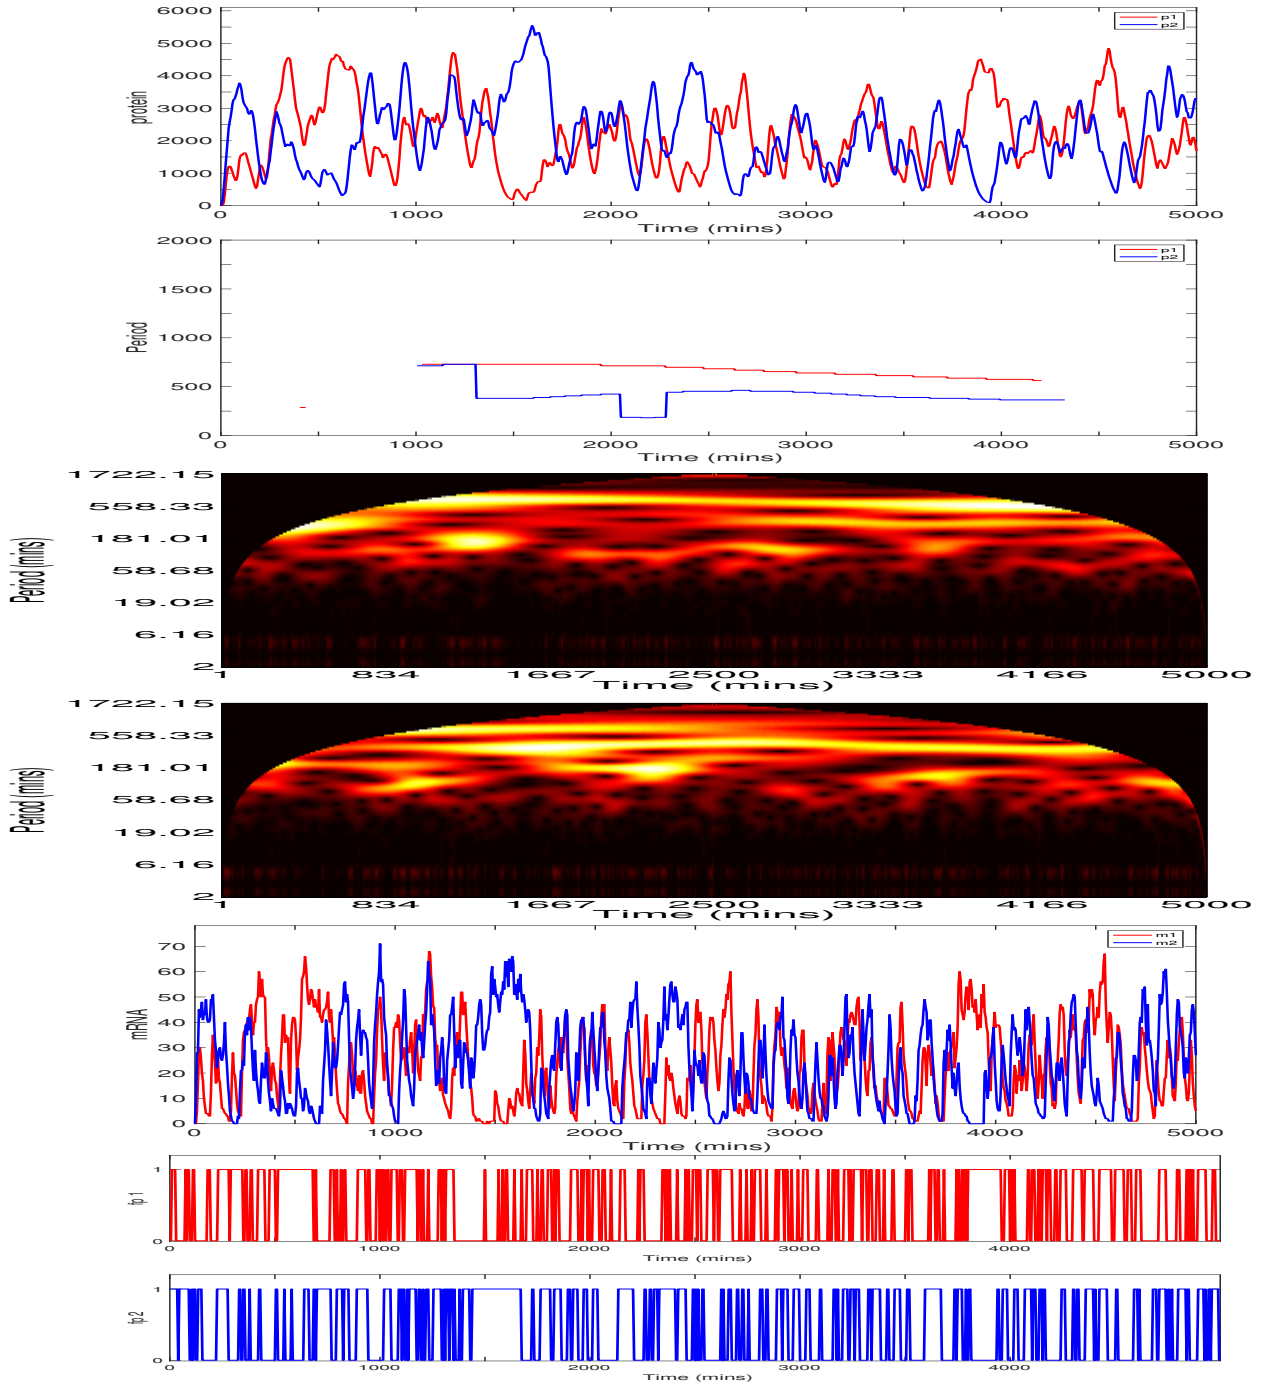 6000
5000
4000
3000
2000
1000
0
protein
p1
p2
0 1000 2000 3000 4000 5000
Time (mins)
2000
1500
1000
500
0
Period
p1
p2
0 1000 2000 3000 4000 5000
Time (mins)
1722.15
558.33
181.01
58.68
19.02
6.16
2
Period (mins)
1 834 1667 2500 3333 4166 5000
Time (mins)
1722.15
558.33
181.01
58.68
19.02
6.16
2
Period (mins)
1 834 1667 2500 3333 4166 5000
Time (mins)
70
60
50
40
30
20
10
0
mRNA
m1
m2
0 1000 2000 3000 4000 5000
Time (mins)
1
0
fp1
0 1000 2000 3000 4000
Time (mins)
1
0
fp2
0 1000 2000 3000 4000
Time (mins)